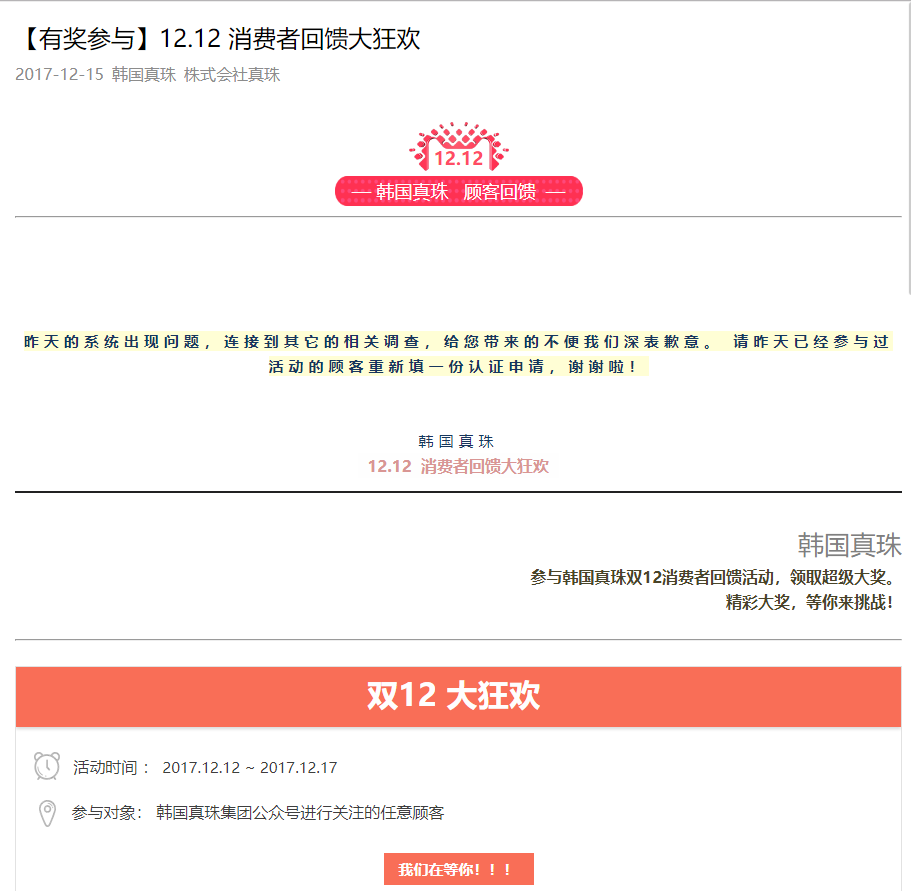 【有奖参与】12.12 消费者回馈大狂欢
2017-12-15 韩国真珠 株式会社真珠
12.12
— 韩国真珠 顾客回馈 —
昨天的系统出现问题，连接到其它的相关调查，给您带来的不便我们深表歉意。 请昨天已经参与过
活动的顾客重新填一份认证申请，谢谢啦！
韩国真珠
12.12 消费者回馈大狂欢
韩国真珠
参与韩国真珠双12消费者回馈活动，领取超级大奖。
精彩大奖，等你来挑战！
双12 大狂欢
活动时间： 2017.12.12 ~ 2017.12.17
参与对象： 韩国真珠集团公众号进行关注的任意顾客
我们在等你！！！